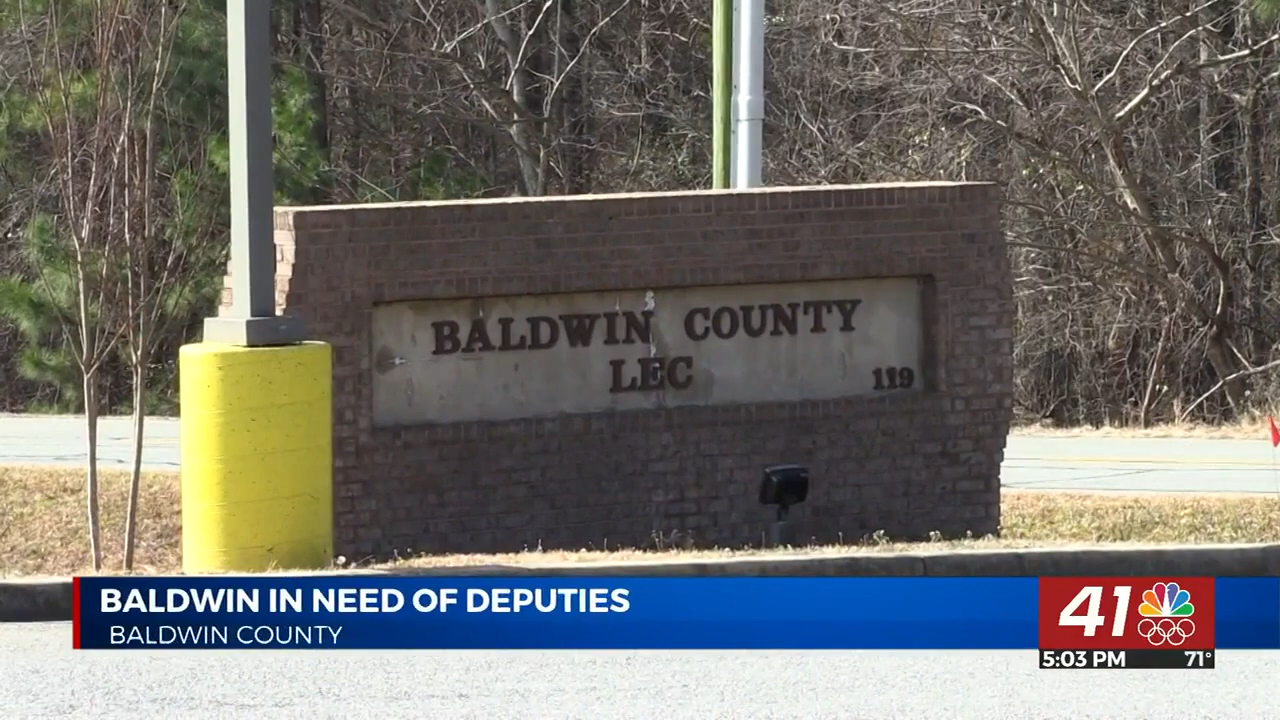 BALDWIN COUNTY
LEC
119
BALDWIN IN NEED OF DEPUTIES
BALDWIN COUNTY
41
5:03 PM 71°